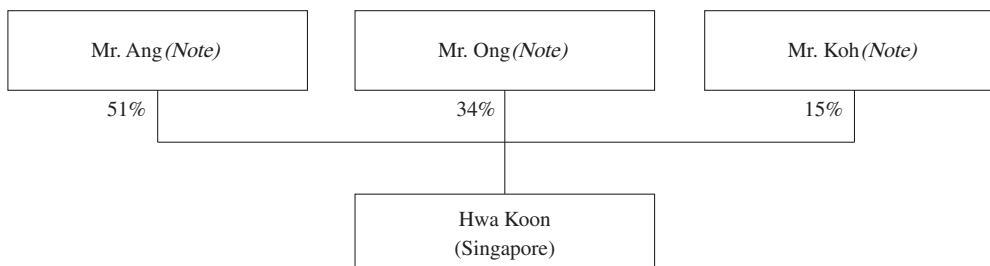 Mr. Ang (Note)
Mr. Ong (Note)
Mr. Koh (Note)
51%
34%
15%
Hwa Koon
(Singapore)